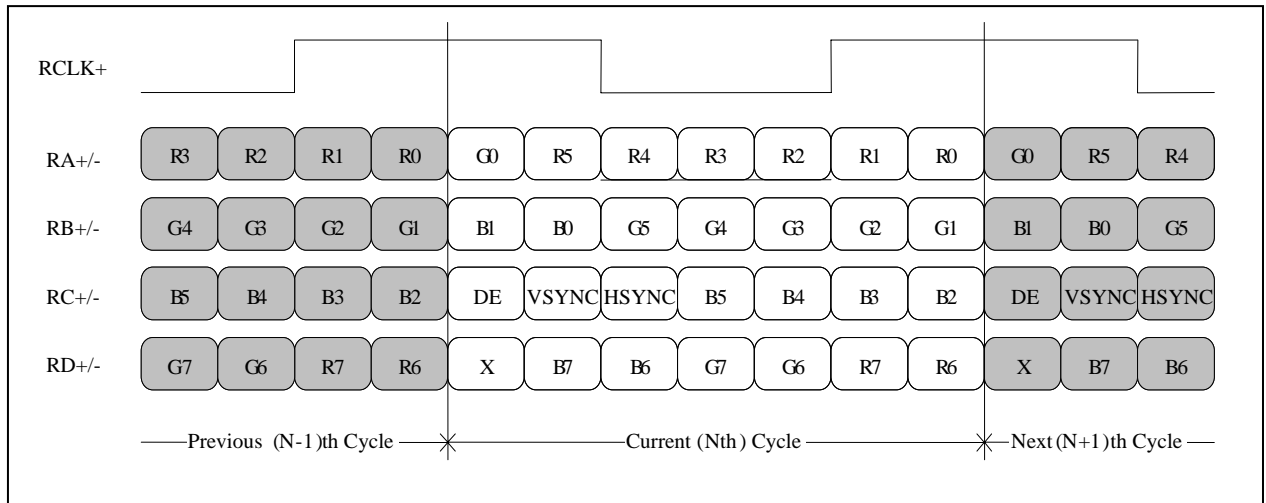 RCLK+
RA+/- R3 R2 R1 R0 G0 R5 R4 R3 R2 R1 R0 G0 R5 R4
RB+/- G4 G3 G2 G1 B1 B0 G5 G4 G3 G2 G1 B1 B0 G5
RC+/- B5 B4 B3 B2 DE VSYNC HSYNC B5 B4 B3 B2 DE VSYNC HSYNC
RD+/- G7 G6 R7 R6 X B7 B6 G7 G6 R7 R6 X B7 B6
Previous (N-1)th Cycle Current (Nth) Cycle Next (N+1)th Cycle